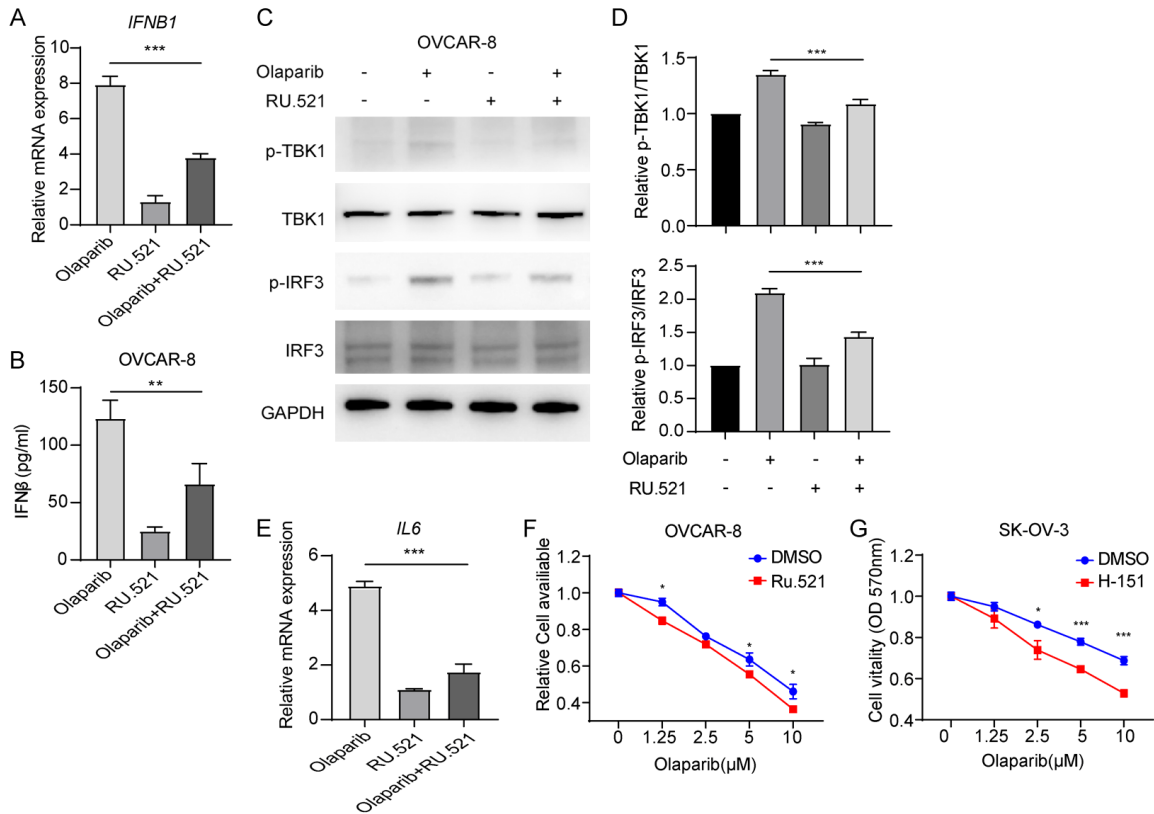 A
IFNB1
***
Relative mRNA expression
10
8
6
4
2
0
Olaparib
RU.521
Olaparib+RU.521
B
OVCAR-8
**
IFNβ (pg/ml)
150
100
50
0
Olaparib
RU.521
Olaparib+RU.521
C
OVCAR-8
Olaparib - + - +
RU.521 - - + +
p-TBK1
TBK1
p-IRF3
IRF3
GAPDH
D
***
Relative p-TBK1/TBK1
1.5
1.0
1.5
0.0
***
Relative p-IRF3/IRF3
2.5
2.0
1.5
1.0
0.5
0.0
Olaparib - + - +
RU.521 - - + +
E
IL6
***
Relative mRNA expression
6
4
2
0
Olaparib
RU.521
Olaparib+RU.521
F
OVCAR-8
DMSO
Ru.521
Relative Cell availiable
1.2
1.0
0.8
0.6
0.4
* * *
0 1.25 2.5 5 10
Olaparib(μM)
G
SK-OV-3
DMSO
H-151
Cell vitality (OD 570nm)
1.2
1.0
0.8
0.6
0.4
* *** ***
0 1.25 2.5 5 10
Olaparib(μM)